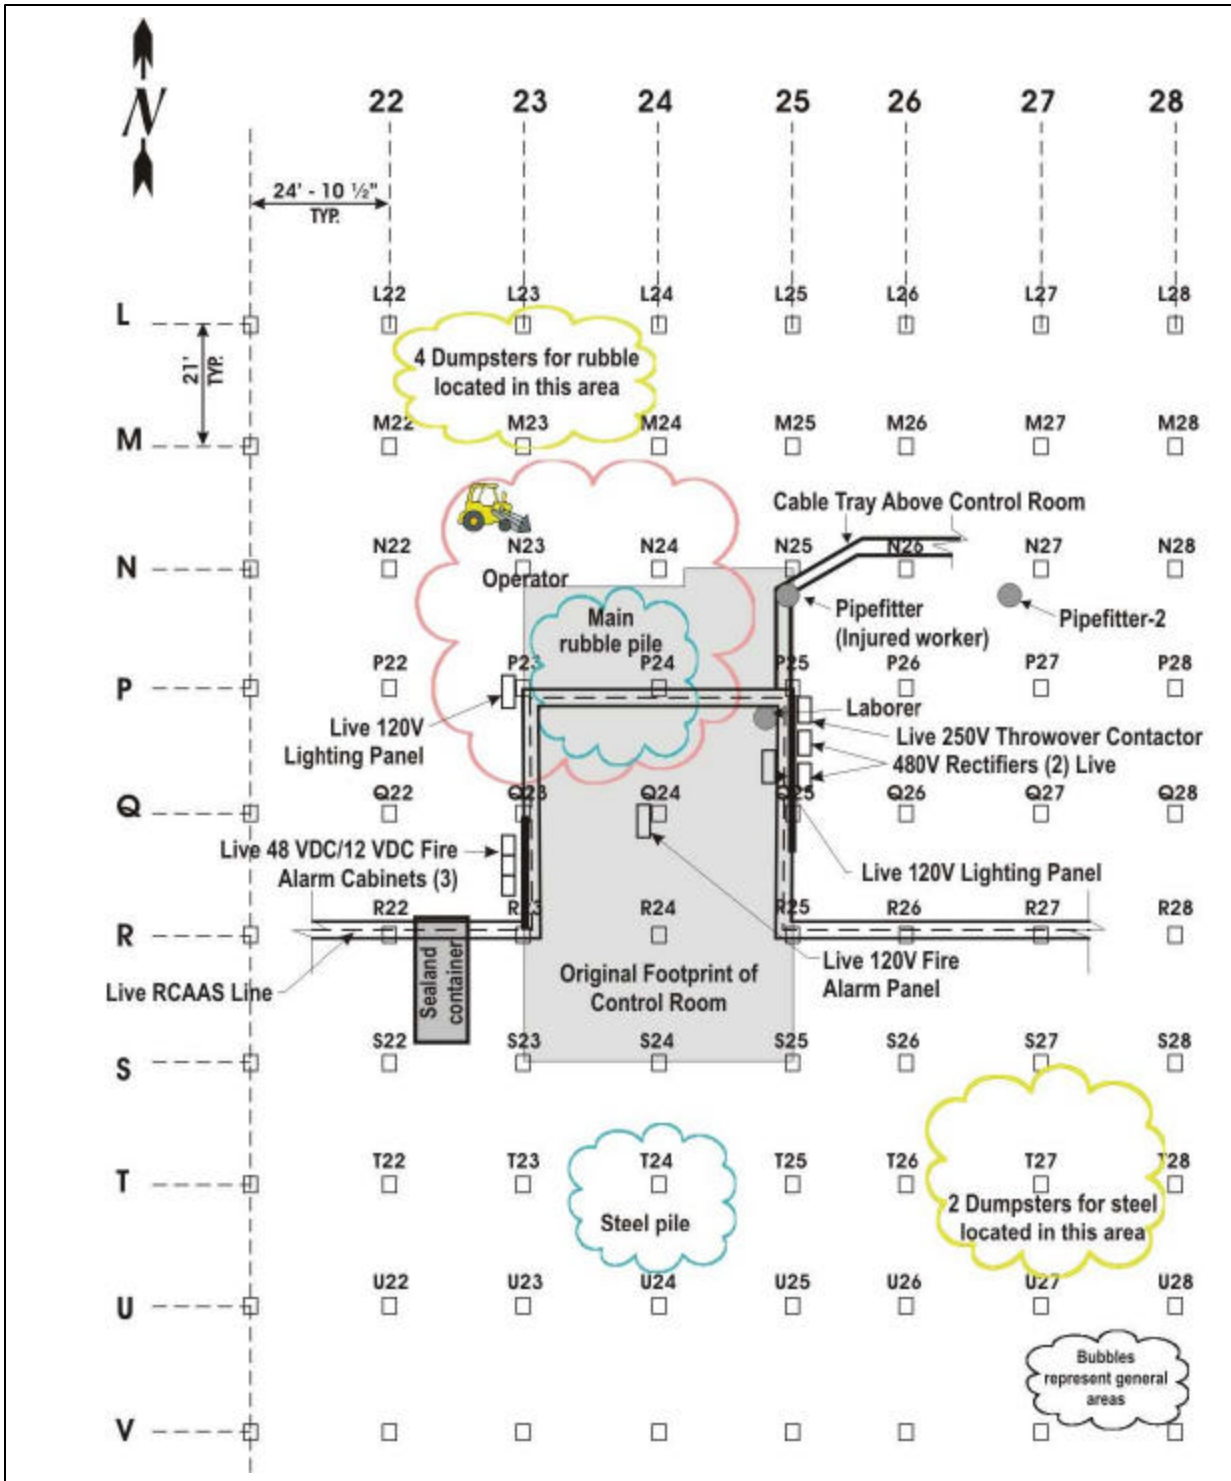 N
22 23 24 25 26 27 28
24' - 10 ½"
TYP.
L
L22 L23 L24 L25 L26 L27 L28
21'
TYP.
4 Dumpsters for rubble
located in this area
M
M22 M23 M24 M25 M26 M27 M28
Cable Tray Above Control Room
N
N22 N23 N24 N25 N26 N27 N28
Operator
Main
rubble pile
Pipefitter
(Injured worker)
Pipefitter-2
P
P22 P23 P24 P25 P26 P27 P28
Live 120V
Lighting Panel
Laborer
Live 250V Throwover Contactor
480V Rectifiers (2) Live
Q
Q22 Q23 Q24 Q25 Q26 Q27 Q28
Live 48 VDC/12 VDC Fire
Alarm Cabinets (3)
Live 120V Lighting Panel
R
R22 R23 R24 R25 R26 R27 R28
Live RCAAS Line
Sealand
container
Original Footprint of
Control Room
Live 120V Fire
Alarm Panel
S
S22 S23 S24 S25 S26 S27 S28
T
T22 T23 T24 T25 T26 T27 T28
Steel pile
2 Dumpsters for steel
located in this area
U
U22 U23 U24 U25 U26 U27 U28
Bubbles
represent general
areas
V